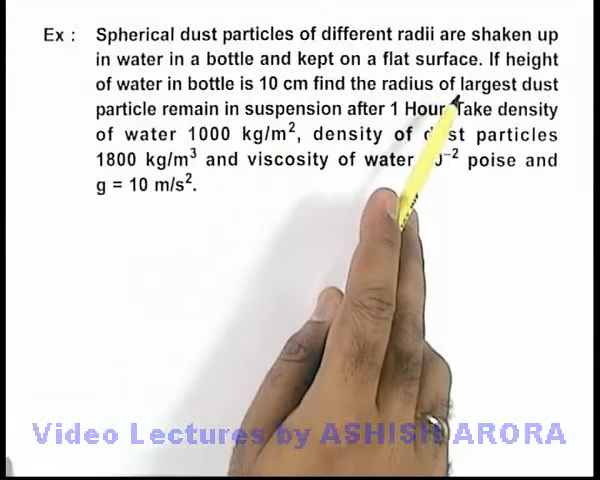 Ex : Spherical dust particles of different radii are shaken up
in water in a bottle and kept on a flat surface. If height
of water in bottle is 10 cm find the radius of largest dust
particle remain in suspension after 1 Hour Take density
of water 1000 kg/m², density of particles
1800 kg/m³ and viscosity of water poise and
g = 10 m/s².
Video Lectures by ASHISH ARORA